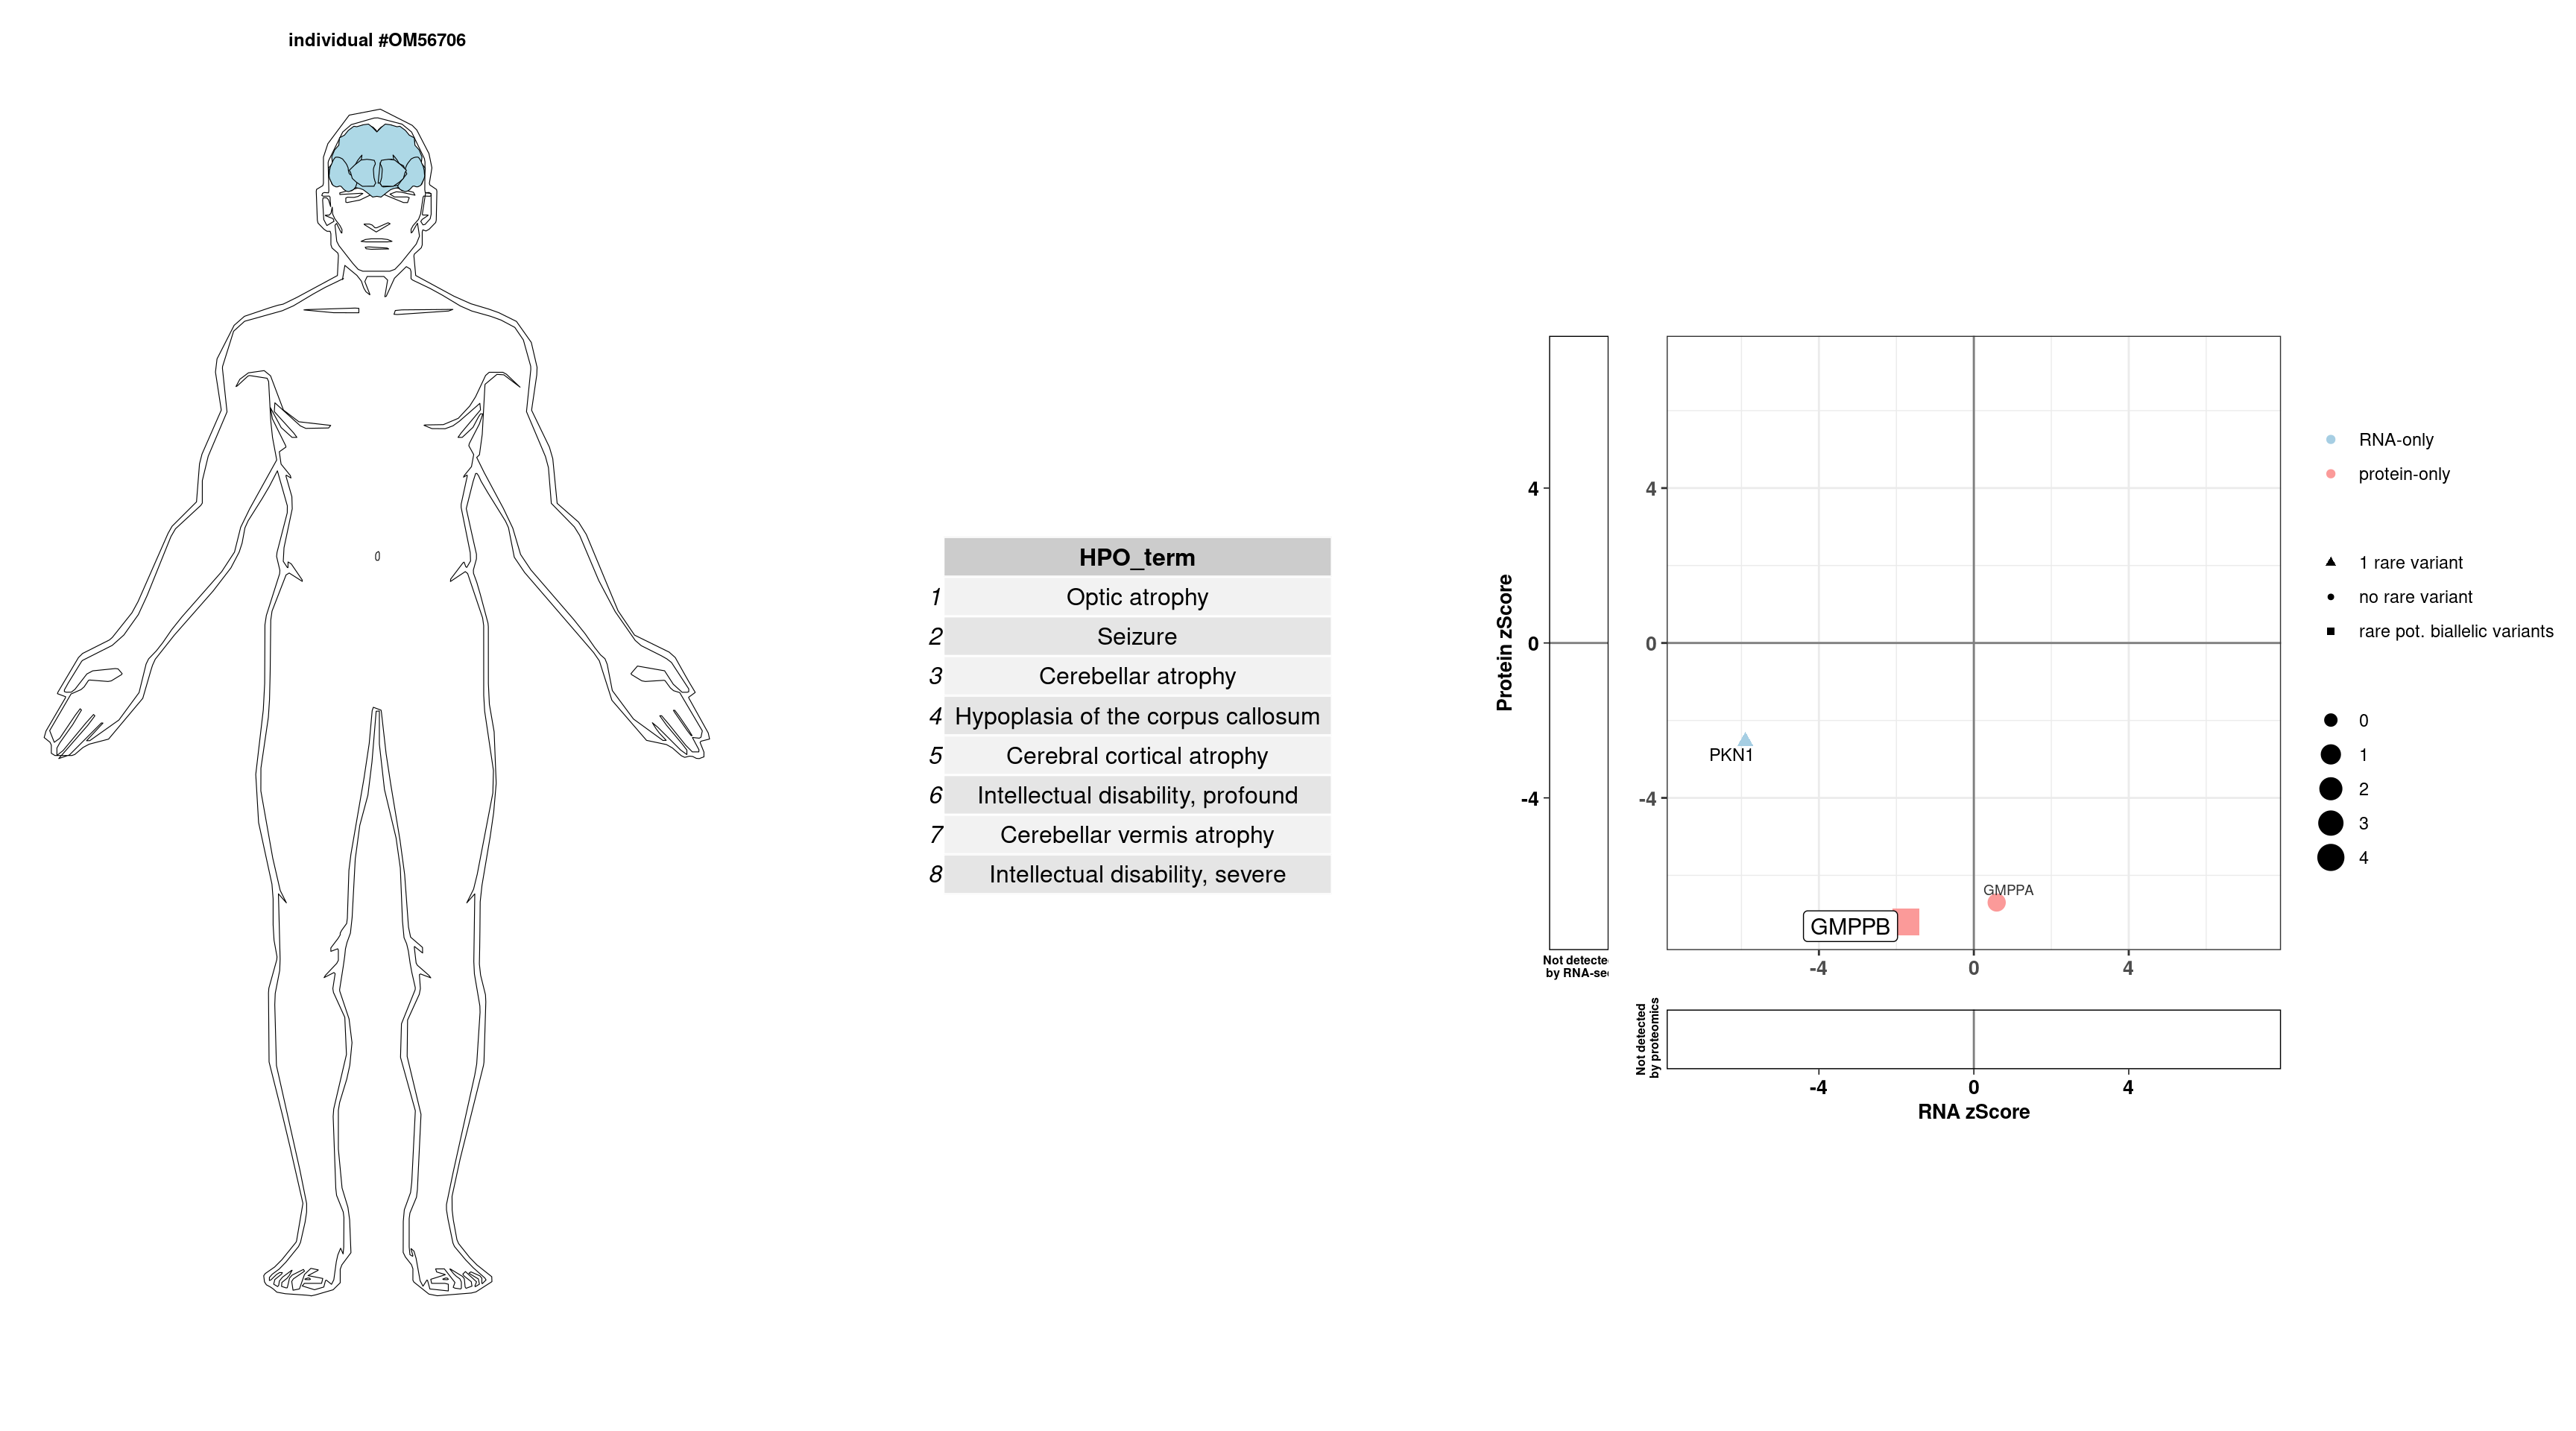 individual #OM56706
HPO_term
1 Optic atrophy
2 Seizure
3 Cerebellar atrophy
4 Hypoplasia of the corpus callosum
5 Cerebral cortical atrophy
6 Intellectual disability, profound
7 Cerebellar vermis atrophy
8 Intellectual disability, severe
Protein zScore
4
0
-4
Not detecte
by RNA-se
4
0
-4
PKN1
GMPPA
GMPPB
-4 0 4
Not detected
by proteomics
-4 0 4
RNA zScore
RNA-only
protein-only
1 rare variant
no rare variant
rare pot. biallelic variants
0
1
2
3
4